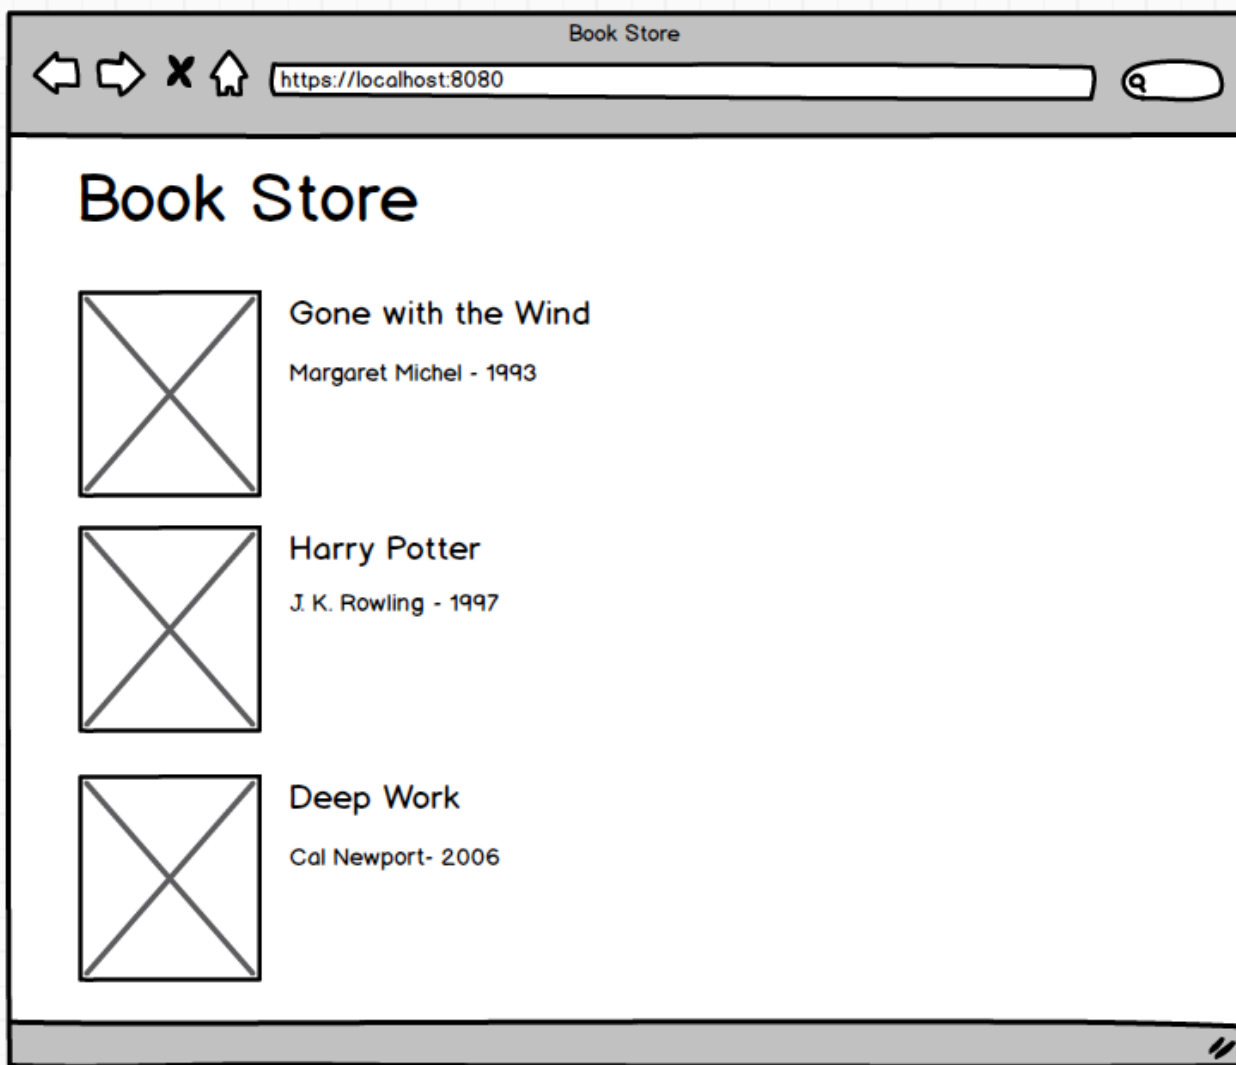 Book Store
https://localhost:8080
Book Store
Gone with the Wind
Margaret Michel - 1993
Harry Potter
J. K. Rowling - 1997
Deep Work
Cal Newport- 2006